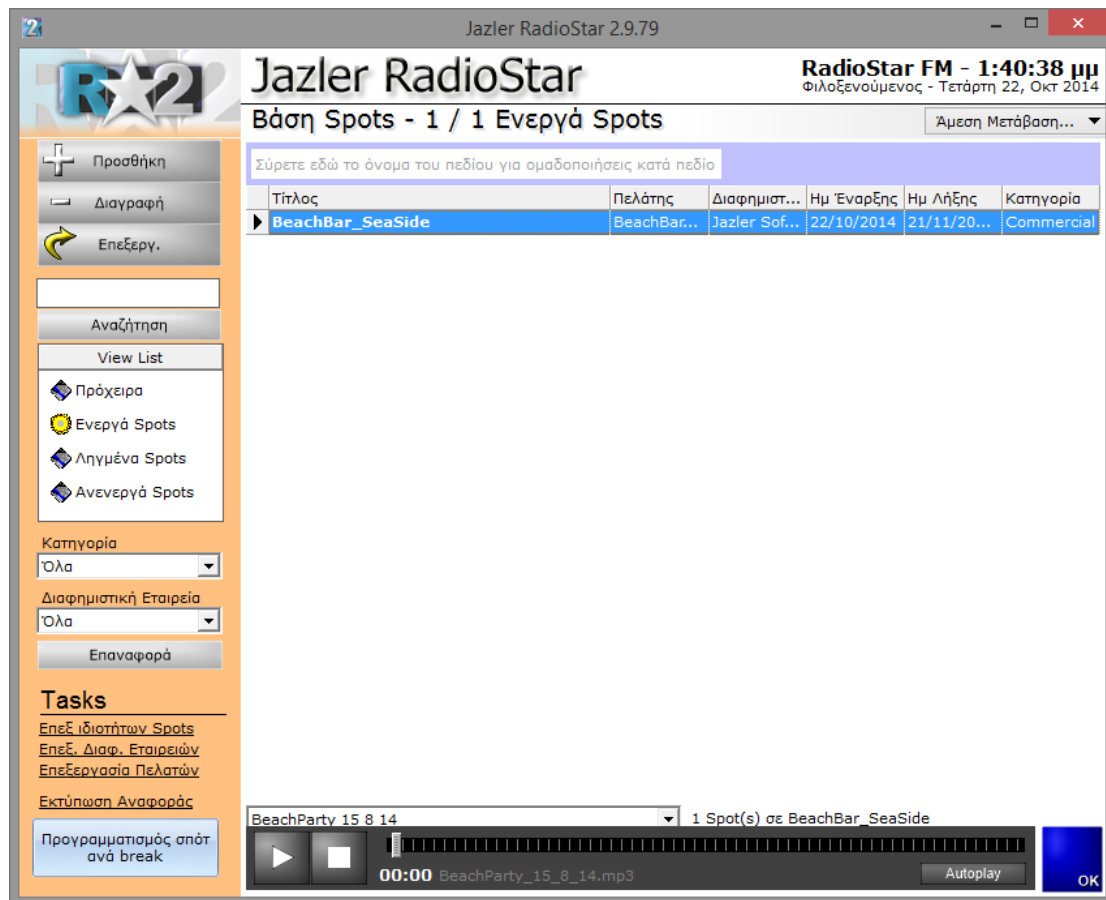 2 Jazler RadioStar 2.9.79
R 2
Jazler RadioStar
RadioStar FM - 1:40:38 μμ
Φιλοξενούμενος - Τετάρτη 22, Οκτ 2014
Βάση Spots - 1 / 1 Ενεργά Spots
Άμεση Μετάβαση...
Προσθήκη
Διαγραφή
Επεξεργ.
Αναζήτηση
View List
Πρόχειρα
Ενεργά Spots
Ληγμένα Spots
Ανενεργά Spots
Κατηγορία
Όλα
Διαφημιστική Εταιρεία
Όλα
Επαναφορά
Tasks
Επεξ ιδιοτήτων Spots
Επεξ. Διαφ. Εταιρειών
Επεξεργασία Πελατών
Εκτύπωση Αναφοράς
Προγραμματισμός σπότ
ανά break
Σύρετε εδώ το όνομα του πεδίου για ομαδοποιήσεις κατά πεδίο
Τίτλος Πελάτης Διαφημιστ... Ημ Έναρξης Ημ Λήξης Κατηγορία
BeachBar_SeaSide BeachBar... Jazler Sof... 22/10/2014 21/11/20... Commercial
BeachParty 15 8 14 1 Spot(s) σε BeachBar_SeaSide
00:00 BeachParty_15_8_14.mp3 Autoplay
OK